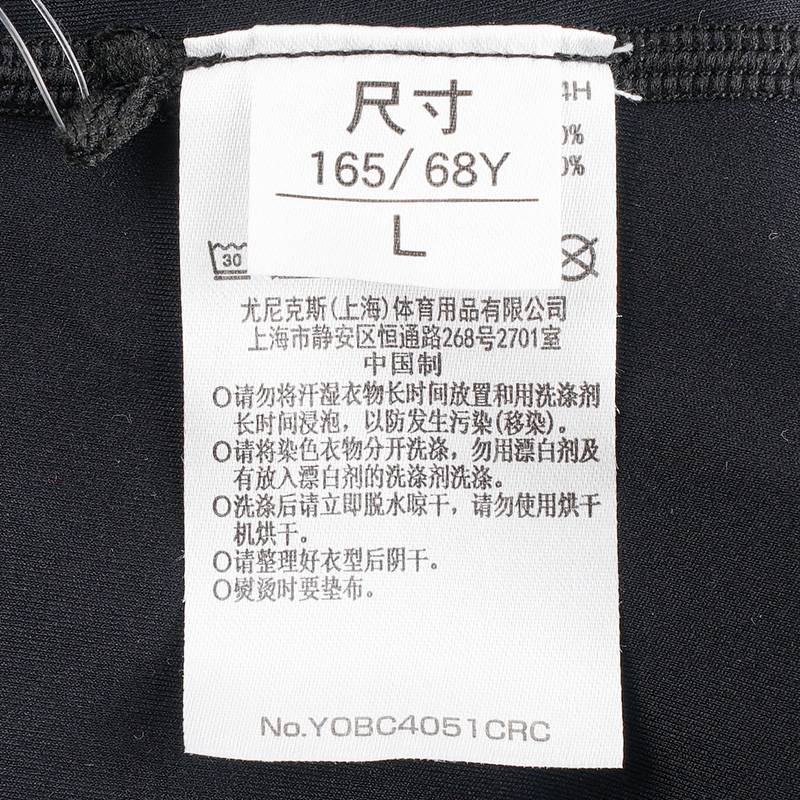 尺寸
4H
165/68Y
0%
0%
L
30
尤尼克斯(上海)体育用品有限公司
上海市静安区恒通路268号2701室
中国制
○请勿将汗湿衣物长时间放置和用洗涤剂
长时间浸泡，以防发生污染(移染)。
○请将染色衣物分开洗涤，勿用漂白剂及
有放入漂白剂的洗涤剂洗涤。
○洗涤后请立即脱水晾干，请勿使用烘干
机烘干。
○请整理好衣型后阴干。
○熨烫时要垫布。
No.YOBC4051CRC